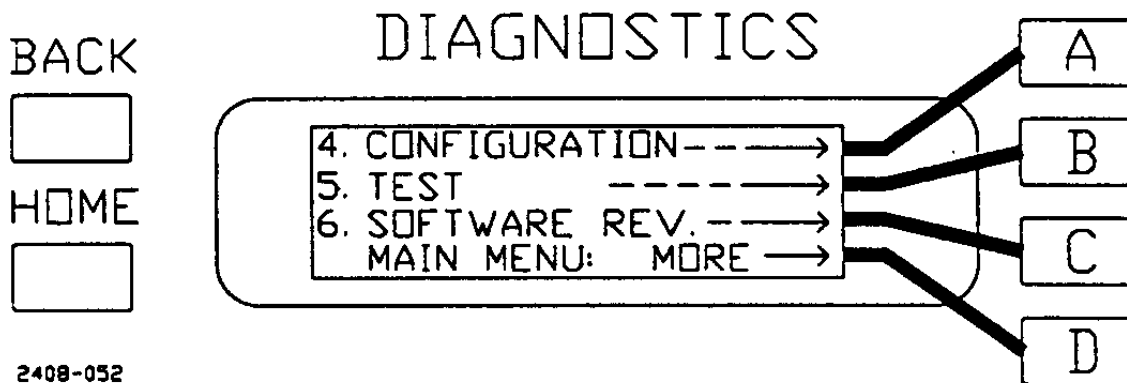 DIAGNOSTICS
BACK
HOME
4. CONFIGURATION
5. TEST
6. SOFTWARE REV.
MAIN MENU: MORE
A
B
C
D
2408-052